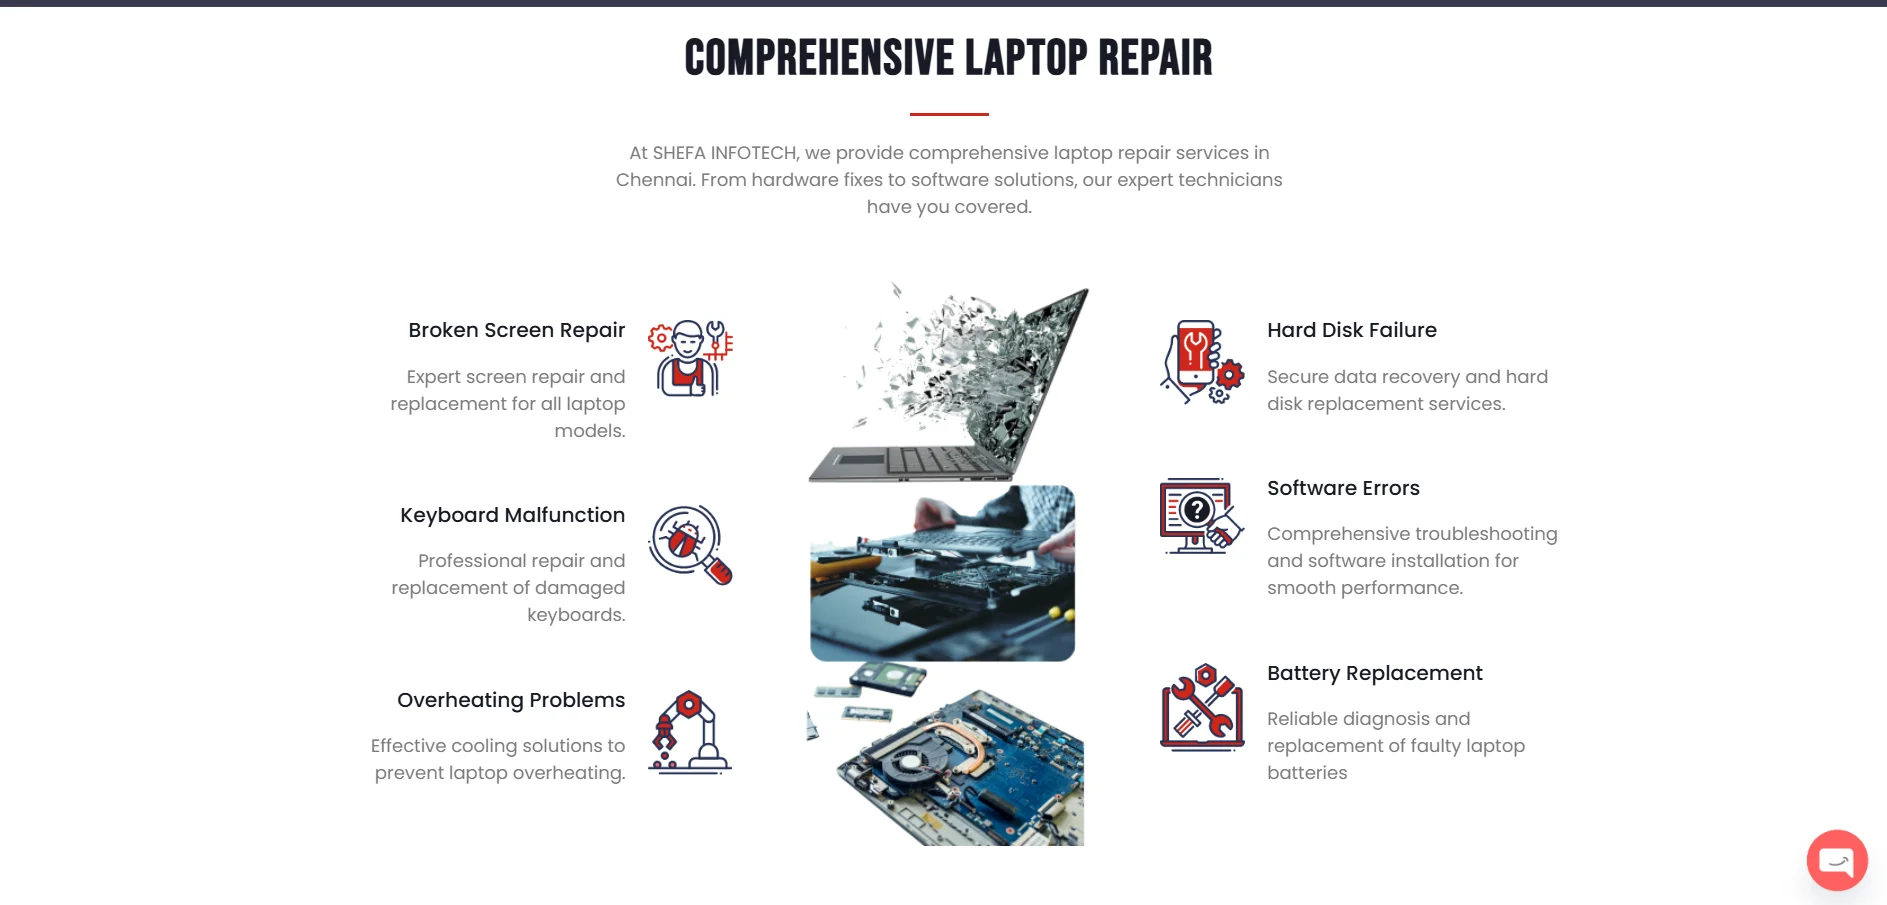 COMPREHENSIVE LAPTOP REPAIR
At SHEFA INFOTECH, we provide comprehensive laptop repair services in
Chennai. From hardware fixes to software solutions, our expert technicians
have you covered.
Broken Screen Repair
Expert screen repair and
replacement for all laptop
models.
Keyboard Malfunction
Professional repair and
replacement of damaged
keyboards.
Overheating Problems
Effective cooling solutions to
prevent laptop overheating.
Hard Disk Failure
Secure data recovery and hard
disk replacement services.
Software Errors
Comprehensive troubleshooting
and software installation for
smooth performance.
Battery Replacement
Reliable diagnosis and
replacement of faulty laptop
batteries